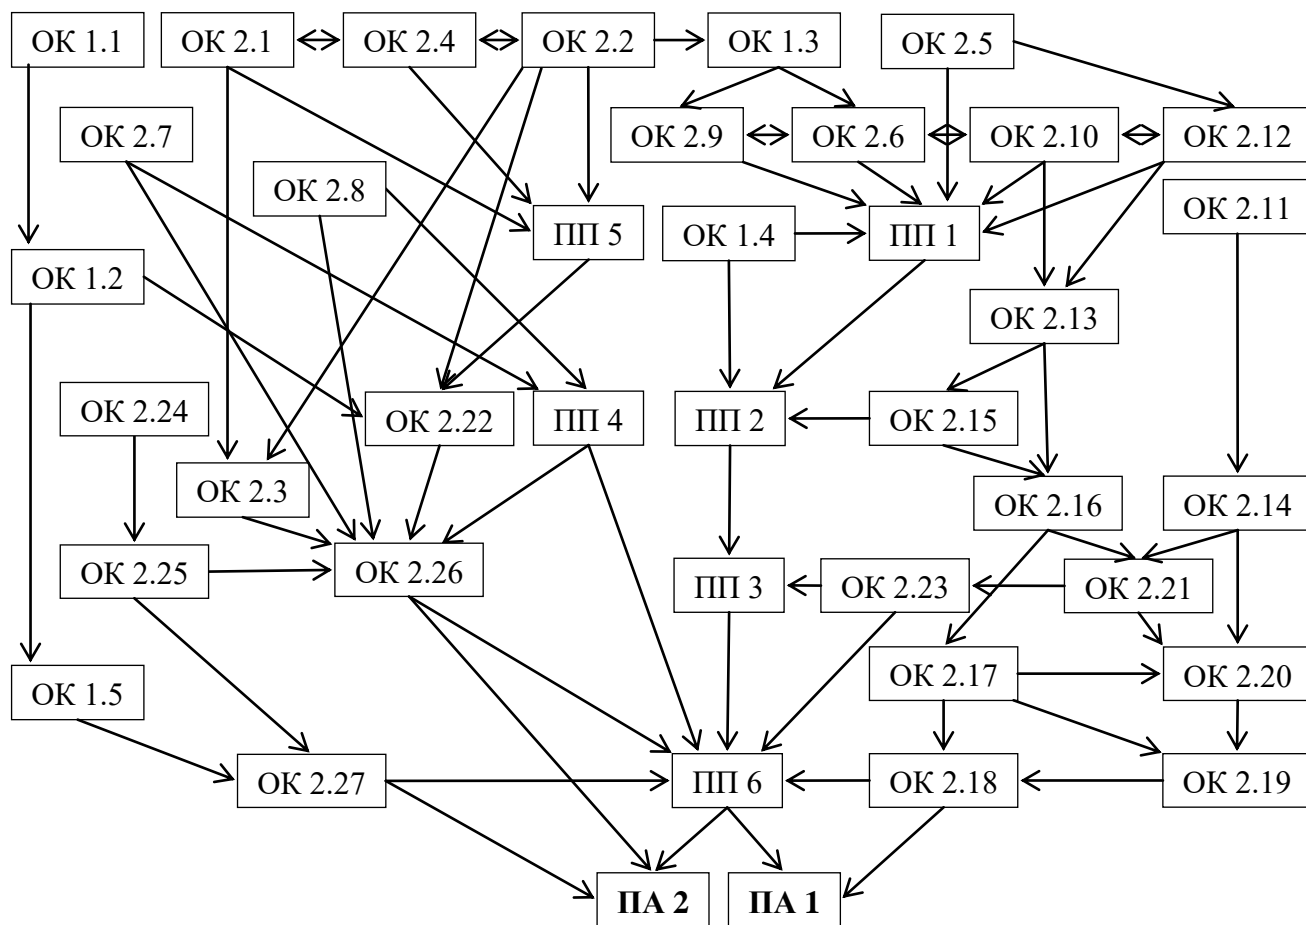 ОК 1.1
ОК 2.1
ОК 2.4
ОК 2.2
ОК 1.3
ОК 2.5
ОК 2.7
ОК 2.9
ОК 2.6
ОК 2.10
ОК 2.12
ОК 2.8
ПП 5
ОК 1.4
ПП 1
ОК 2.11
ОК 1.2
ОК 2.13
ОК 2.24
ОК 2.22
ПП 4
ПП 2
ОК 2.15
ОК 2.3
ОК 2.16
ОК 2.14
ОК 2.25
ОК 2.26
ПП 3
ОК 2.23
ОК 2.21
ОК 1.5
ОК 2.17
ОК 2.20
ОК 2.27
ПП 6
ОК 2.18
ОК 2.19
ПА 2
ПА 1